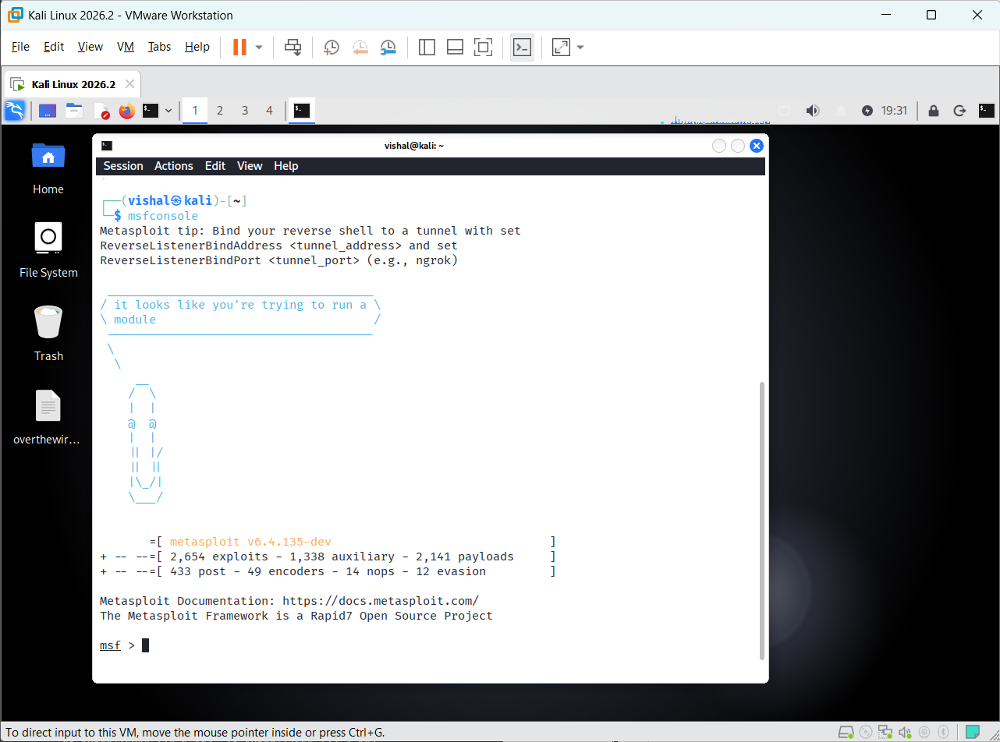 Kali Linux 2026.2 - VMware Workstation
File Edit View VM Tabs Help
Kali Linux 2026.2
1 2 3 4
19:31
vishal@kali: ~
Session Actions Edit View Help
Home
File System
Trash
overthewir...
┌──(vishal㉿kali)-[~]
└─$ msfconsole
Metasploit tip: Bind your reverse shell to a tunnel with set
ReverseListenerBindAddress <tunnel_address> and set
ReverseListenerBindPort <tunnel_port> (e.g., ngrok)
/ it looks like you're trying to run a \
\ module /
=[ metasploit v6.4.135-dev ]
+ -- --=[ 2,654 exploits - 1,338 auxiliary - 2,141 payloads ]
+ -- --=[ 433 post - 49 encoders - 14 nops - 12 evasion ]
Metasploit Documentation: https://docs.metasploit.com/
The Metasploit Framework is a Rapid7 Open Source Project
msf >
To direct input to this VM, move the mouse pointer inside or press Ctrl+G.